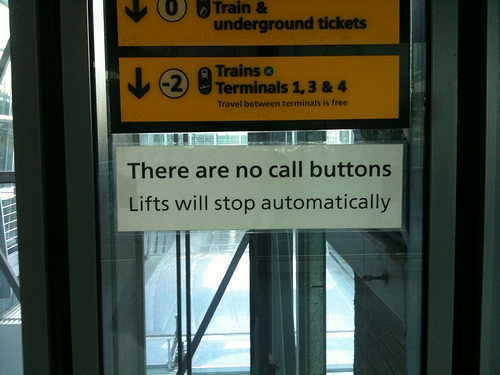 0 Train &
underground tickets
-2 Trains
Terminals 1, 3 & 4
Travel between terminals is free
There are no call buttons
Lifts will stop automatically